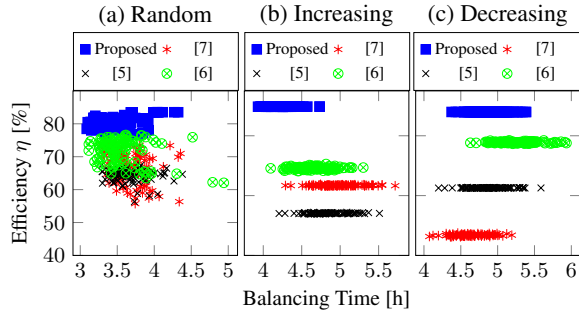 (a) Random (b) Increasing (c) Decreasing
Proposed [7] Proposed [7] Proposed [7]
[5] [6] [5] [6] [5] [6]
Efficiency η [%]
80
70
60
50
40
3 3.5 4 4.5 5 4 4.5 5 5.5 4 4.5 5 5.5 6
Balancing Time [h]